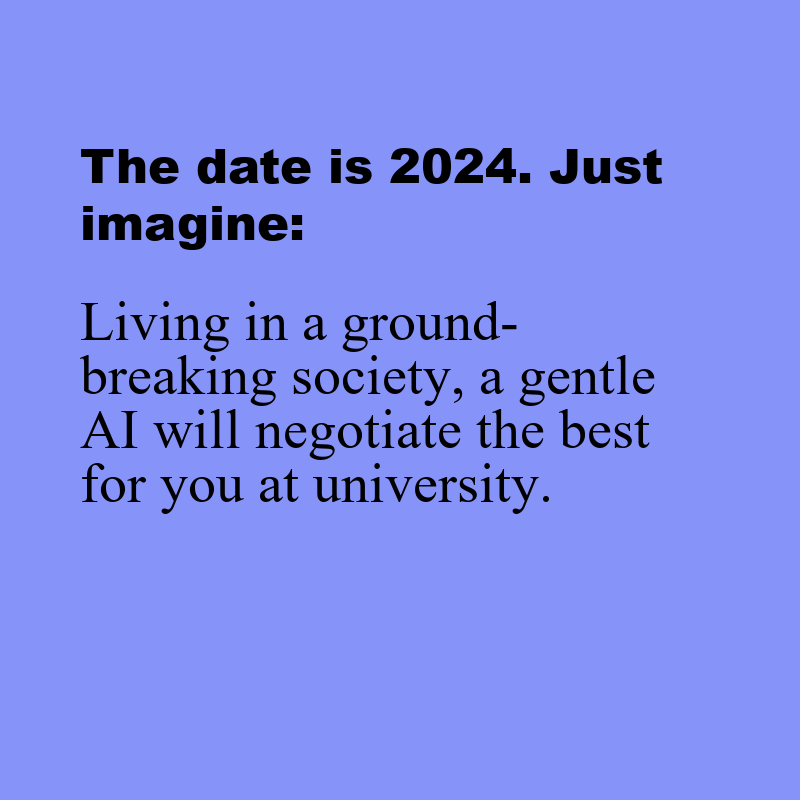 The date is 2024. Just
imagine:
Living in a ground-
breaking society, a gentle
AI will negotiate the best
for you at university.